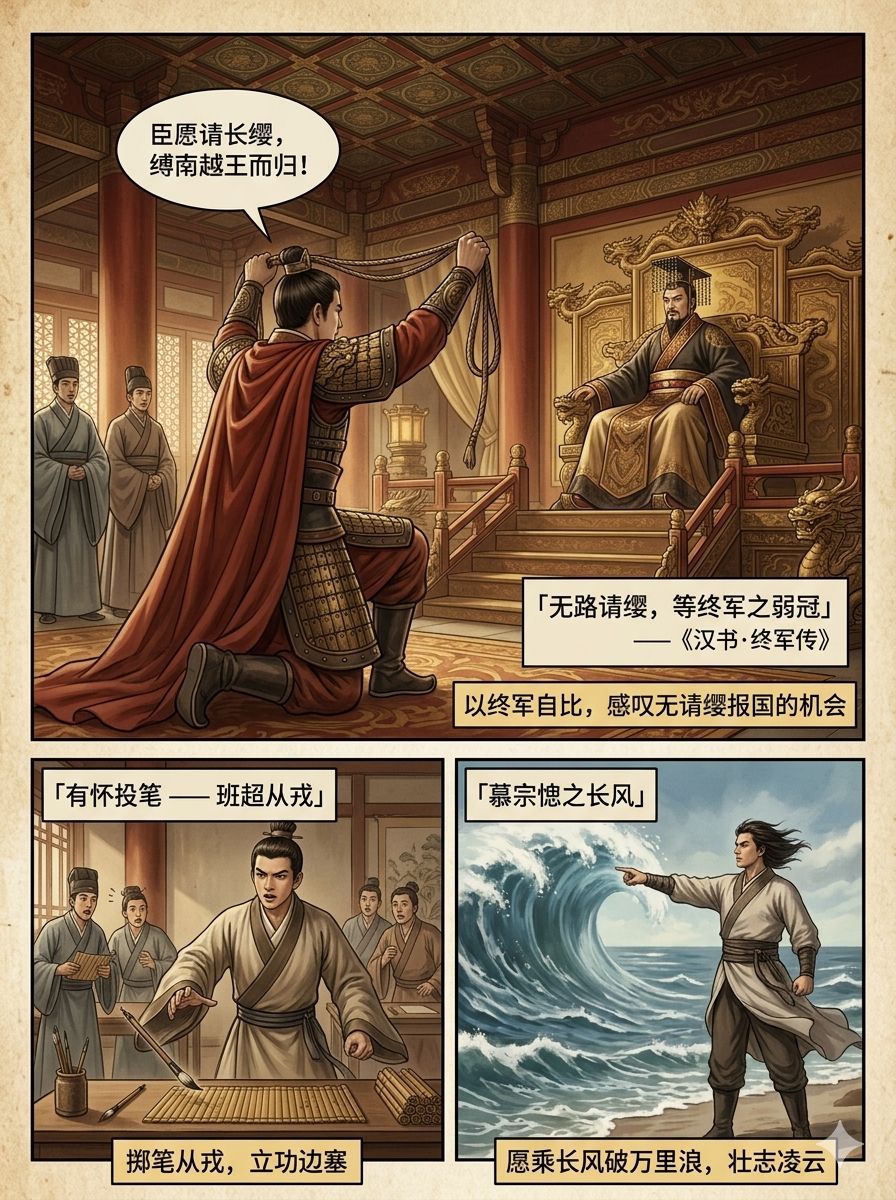 臣愿请长缨，
缚南越王而归！
「无路请缨，等终军之弱冠」
——《汉书·终军传》
以终军自比，感叹无请缨报国的机会
「有怀投笔 —— 班超从戎」
掷笔从戎，立功边塞
「慕宗悫之长风」
愿乘长风破万里浪，壮志凌云